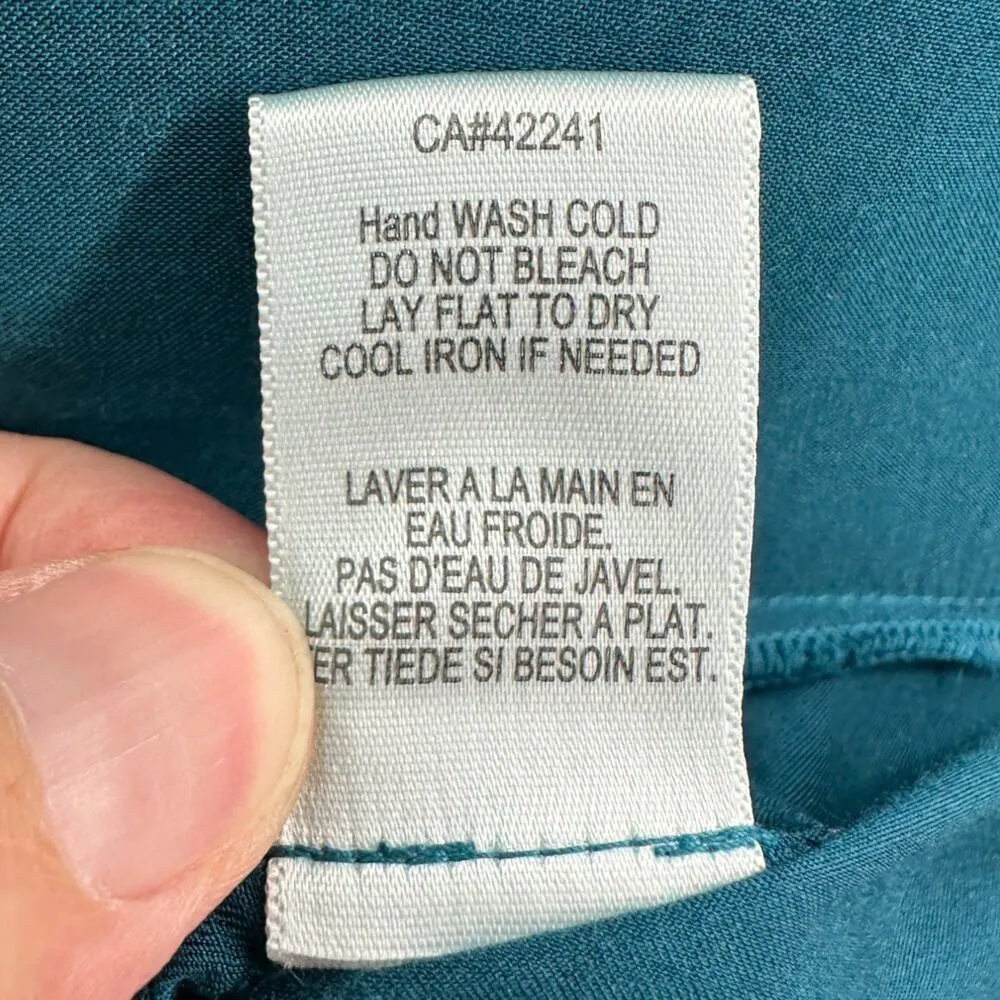 CA#42241
Hand WASH COLD
DO NOT BLEACH
LAY FLAT TO DRY
COOL IRON IF NEEDED
LAVER A LA MAIN EN
EAU FROIDE.
PAS D'EAU DE JAVEL.
LAISSER SECHER A PLAT.
TIEDE SI BESOIN EST.